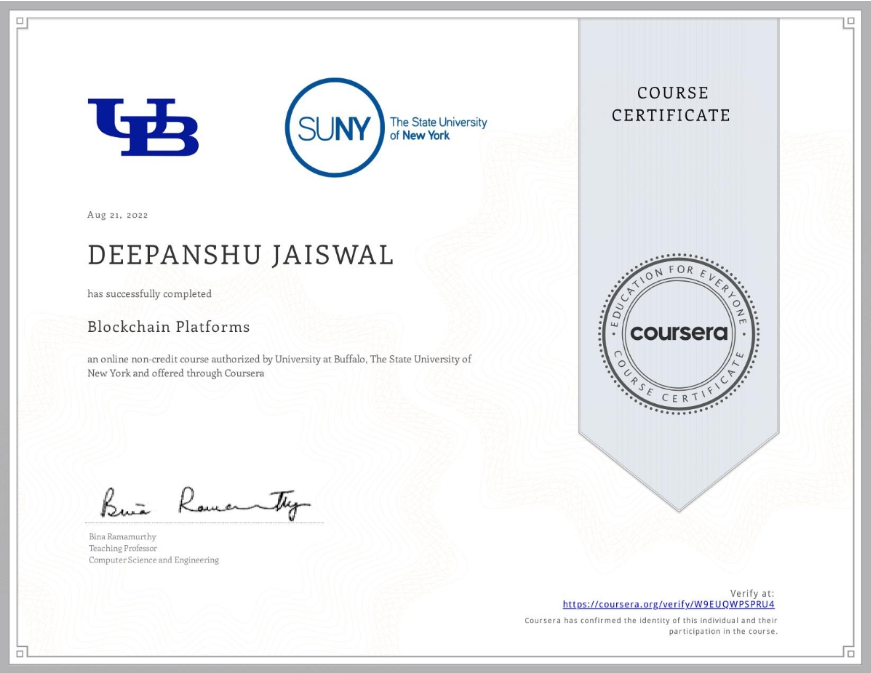 UB
SUNY
The State University
of New York
COURSE
CERTIFICATE
Aug 21, 2022
DEEPANSHU JAISWAL
has successfully completed
Blockchain Platforms
an online non-credit course authorized by University at Buffalo, The State University of
New York and offered through Coursera
EDUCATION FOR EVERYONE
coursera
COURSE CERTIFICATE
Bina Ramamurthy
Bina Ramamurthy
Teaching Professor
Computer Science and Engineering
Verify at:
https://coursera.org/verify/W9EUQWPSPRU4
Coursera has confirmed the identity of this individual and their
participation in the course.